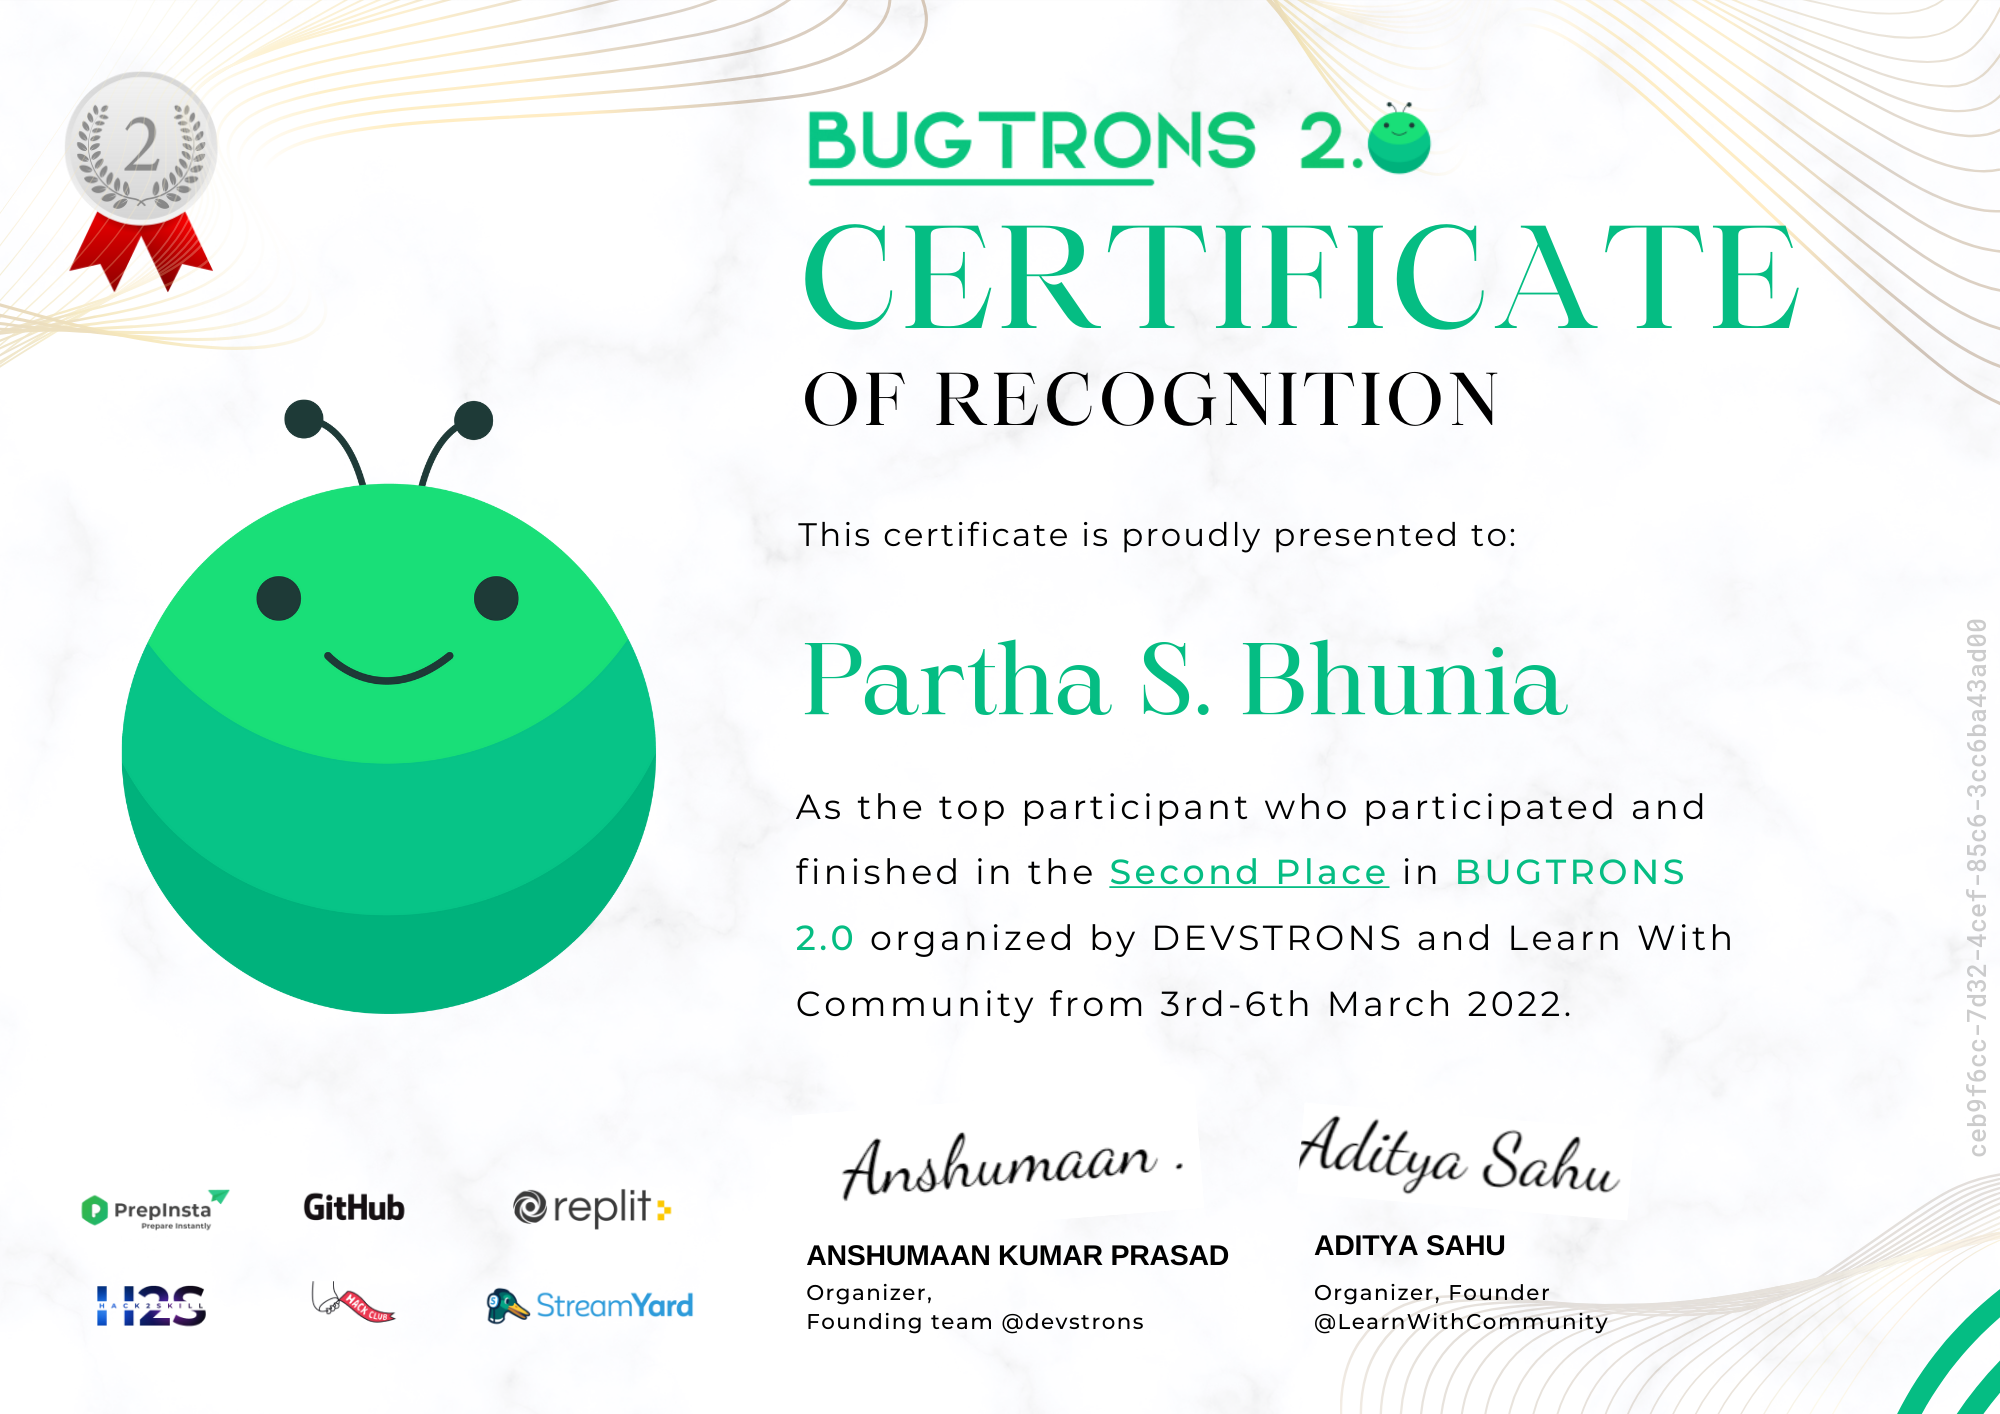 2
BUGTRONS 2.0
CERTIFICATE
OF RECOGNITION
This certificate is proudly presented to:
Partha S. Bhunia
As the top participant who participated and
finished in the Second Place in BUGTRONS
2.0 organized by DEVSTRONS and Learn With
Community from 3rd-6th March 2022.
Anshumaan .
ANSHUMAAN KUMAR PRASAD
Organizer,
Founding team @devstrons
Aditya Sahu
ADITYA SAHU
Organizer, Founder
@LearnWithCommunity
PrepInsta
Prepare Instantly
GitHub
replit
H2S
HACK2SKILL
HACK CLUB
S
StreamYard
ceb9f6cc-7d32-4cef-85c6-3cc6ba43ad00